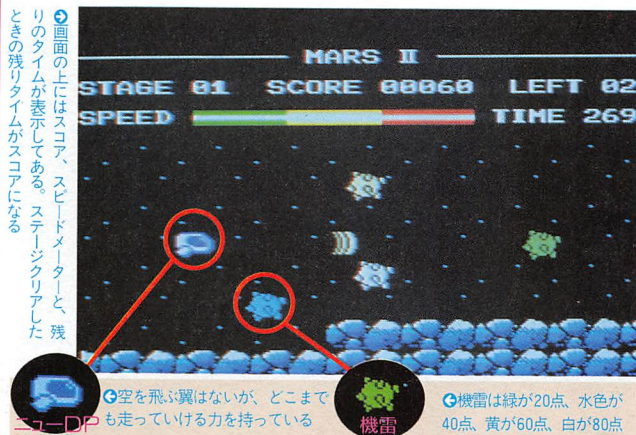 ➲画面の上にはスコア、スピードメーターと、残
りのタイムが表示してある。ステージクリアした
ときの残りタイムがスコアになる
MARS II
STAGE 01 SCORE 00060 LEFT 02
SPEED TIME 269
ニューDP
➲空を飛ぶ翼はないが、どこまで
も走っていける力を持っている
機雷
➲機雷は緑が20点、水色が
40点、黄が60点、白が80点